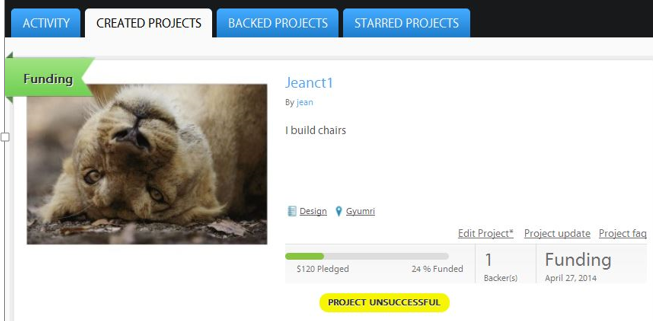 ACTIVITY CREATED PROJECTS BACKED PROJECTS STARRED PROJECTS
Funding
Jeanct1
By jean
I build chairs
Design Gyumri
Edit Project* Project update Project faq
$120 Pledged 24 % Funded
1
Backer(s)
Funding
April 27, 2014
PROJECT UNSUCCESSFUL